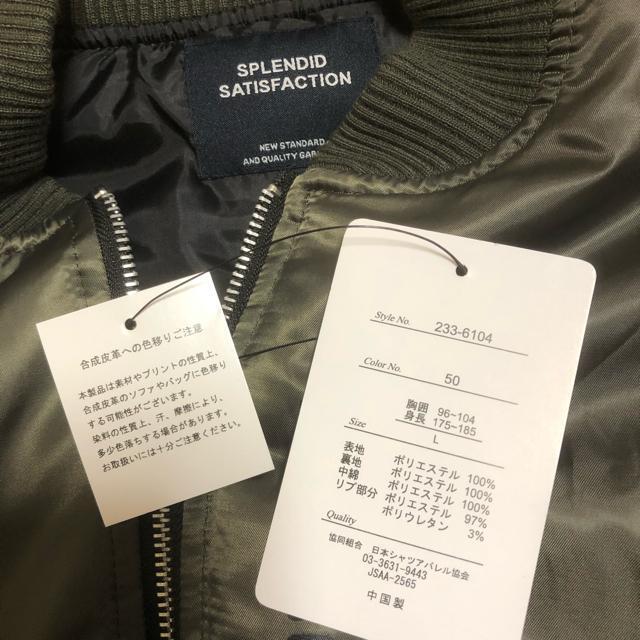 SPLENDID
SATISFACTION
NEW STANDARD
AND QUALITY
合成皮革への色移りご注意
本製品は素材やプリントの性質上、
合成皮革のソファやバッグに色移り
する可能性がございます。
染料の性質上、汗、摩擦により、
多少色落ちする場合があります。
お取扱いには十分ご注意ください。
Style No. 233-6104
Color No. 50
胸囲 96~104
身長 175~185
Size L
表地 ポリエステル 100%
裏地 ポリエステル 100%
中綿 ポリエステル 100%
リブ部分 ポリエステル 97%
ポリウレタン 3%
Quality
協同組合 日本シャツアパレル協会
03-3631-9443
JSAA-2565
中国製